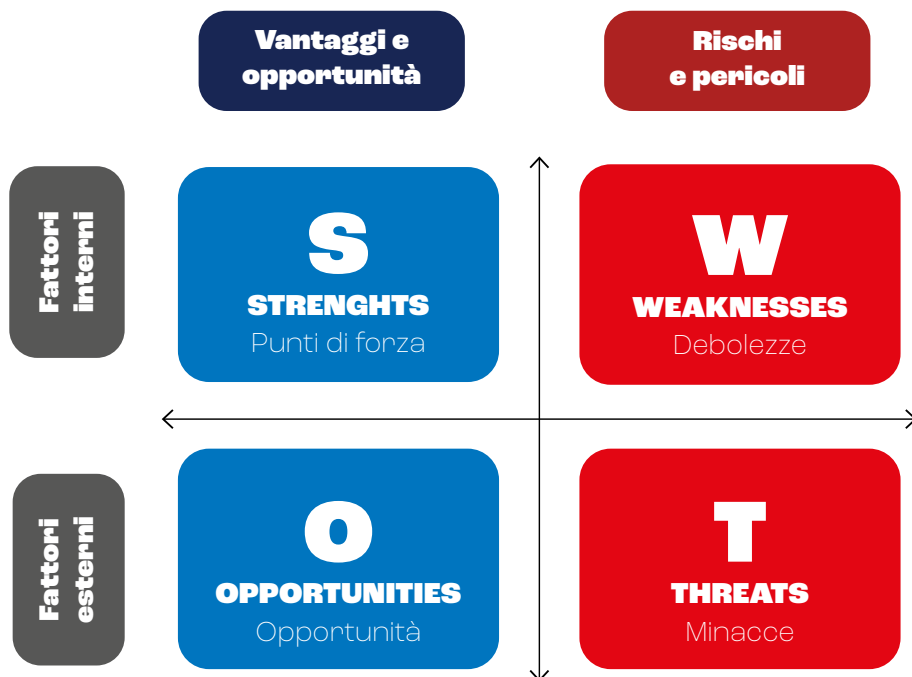 Vantaggi e
opportunità
Rischi
e pericoli
Fattori
interni
S
STRENGHTS
Punti di forza
W
WEAKNESSES
Debolezze
Fattori
esterni
O
OPPORTUNITIES
Opportunità
T
THREATS
Minacce